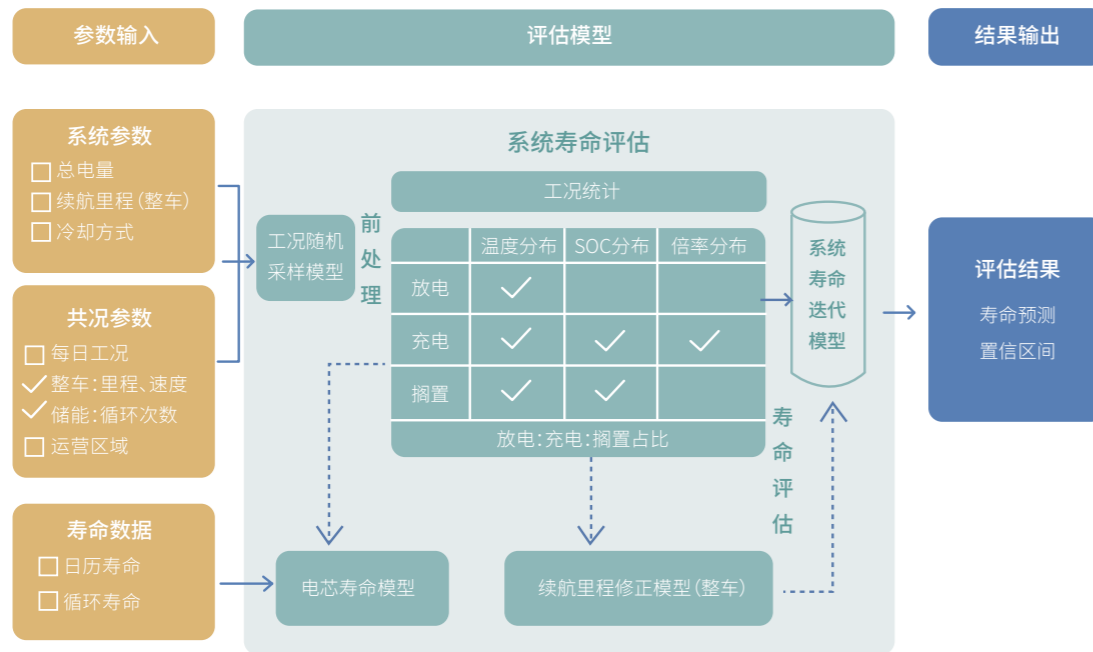 参数输入
评估模型
结果输出
系统参数
总电量
续航里程(整车)
冷却方式
共况参数
每日工况
整车:里程、速度
储能:循环次数
运营区域
寿命数据
日历寿命
循环寿命
系统寿命评估
工况随机
采样模型
前处理
工况统计
温度分布 SOC分布 倍率分布
放电
充电
搁置
放电:充电:搁置占比
寿命评估
电芯寿命模型
续航里程修正模型(整车)
系统
寿命
迭代
模型
评估结果
寿命预测
置信区间